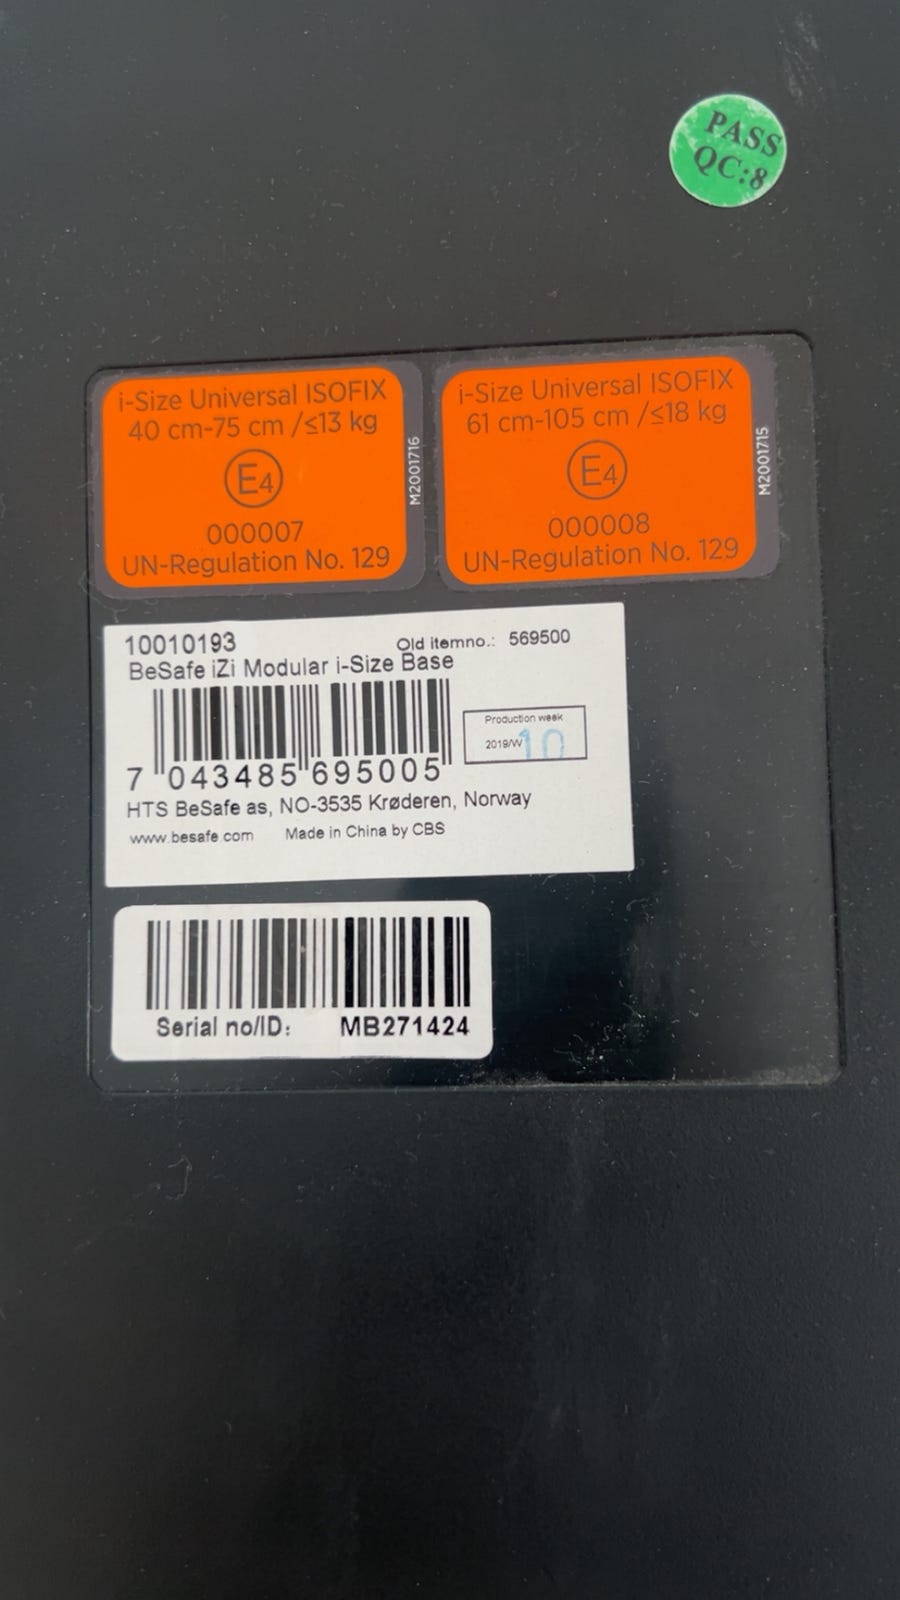 PASS
QC:8
i-Size Universal ISOFIX
40 cm-75 cm /≤13 kg
E4
000007
UN-Regulation No. 129
M2001716
i-Size Universal ISOFIX
61 cm-105 cm /≤18 kg
E4
000008
UN-Regulation No. 129
M2001715
10010193 Old itemno.: 569500
BeSafe iZi Modular i-Size Base
Production week
2019/W 10
7 043485 695005
HTS BeSafe as, NO-3535 Krøderen, Norway
www.besafe.com Made in China by CBS
Serial no/ID: MB271424